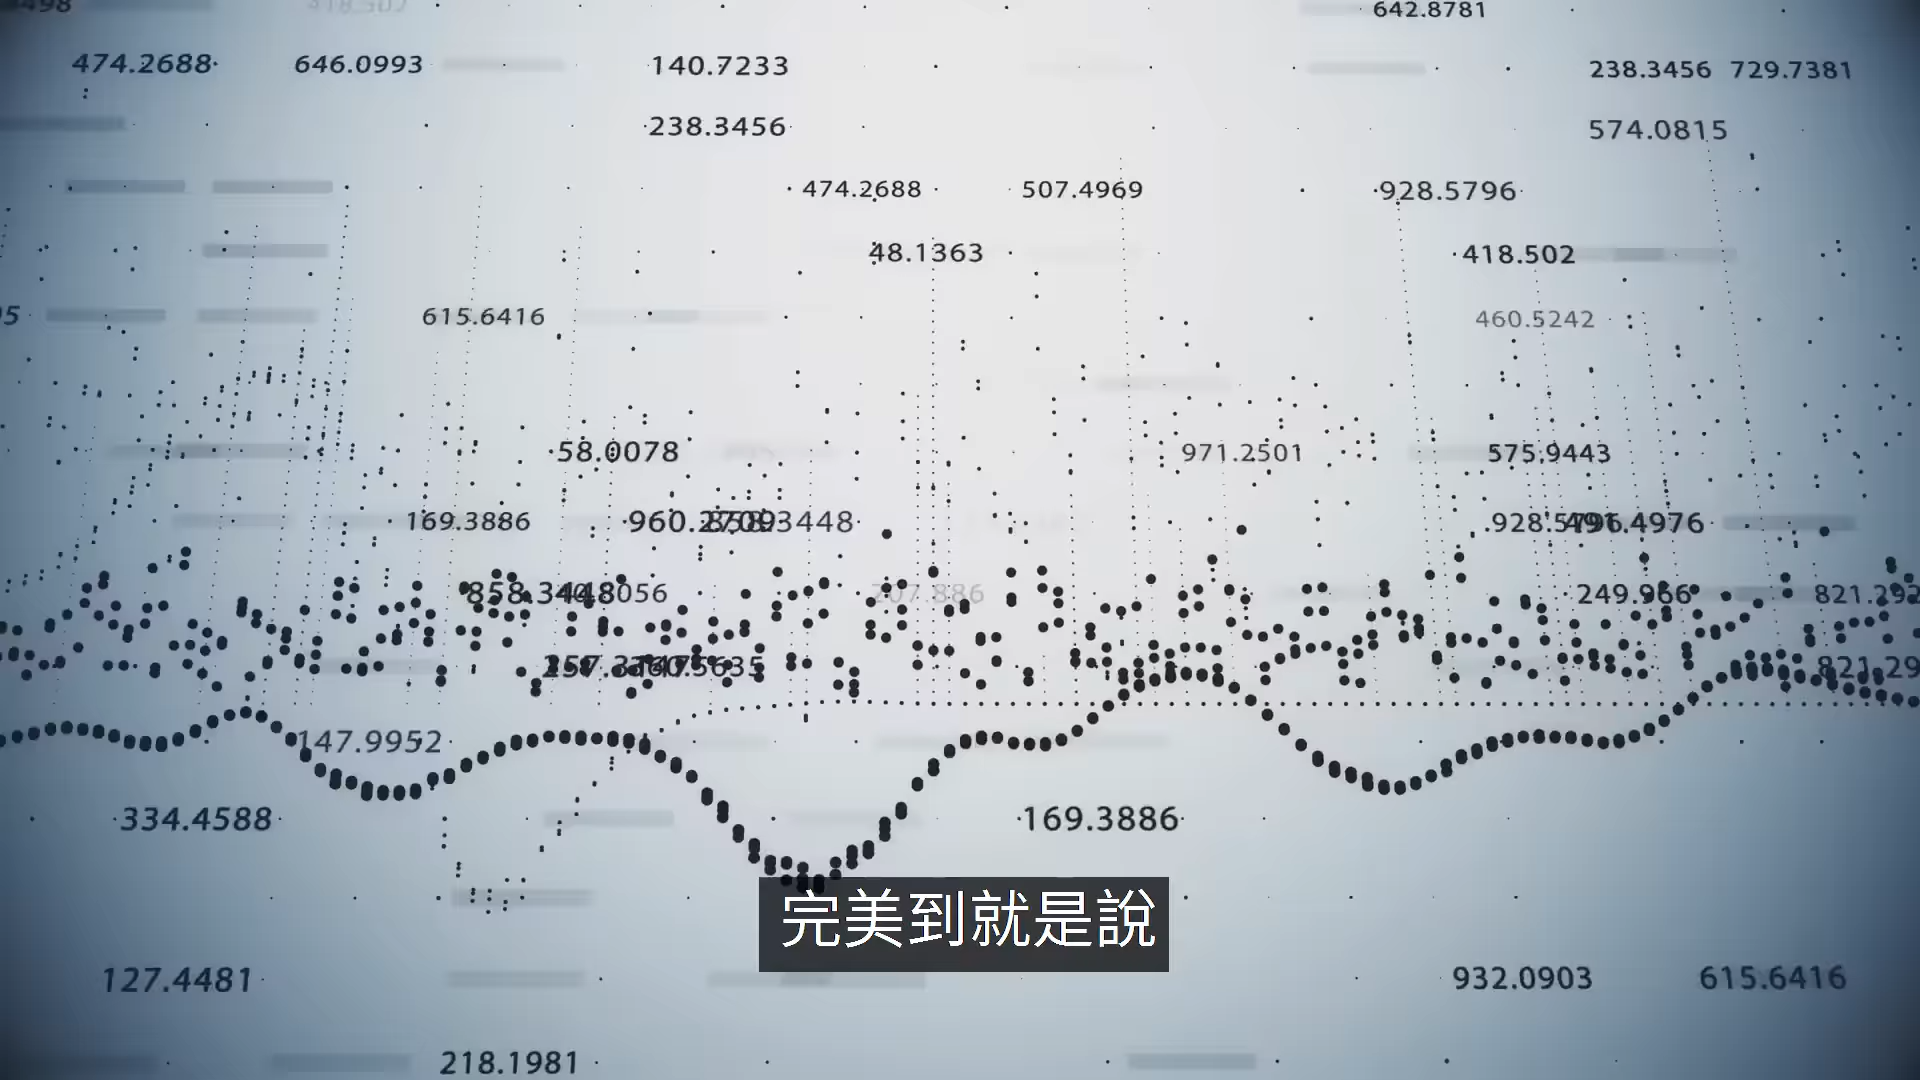 642.8781
474.2688 646.0993 140.7233 238.3456 729.7381
238.3456 574.0815
474.2688 507.4969 928.5796
48.1363 418.502
615.6416 460.5242
58.0078 971.2501 575.9443
169.3886
249.966
147.9952
334.4588 169.3886
完美到就是說
127.4481 932.0903 615.6416
218.1981